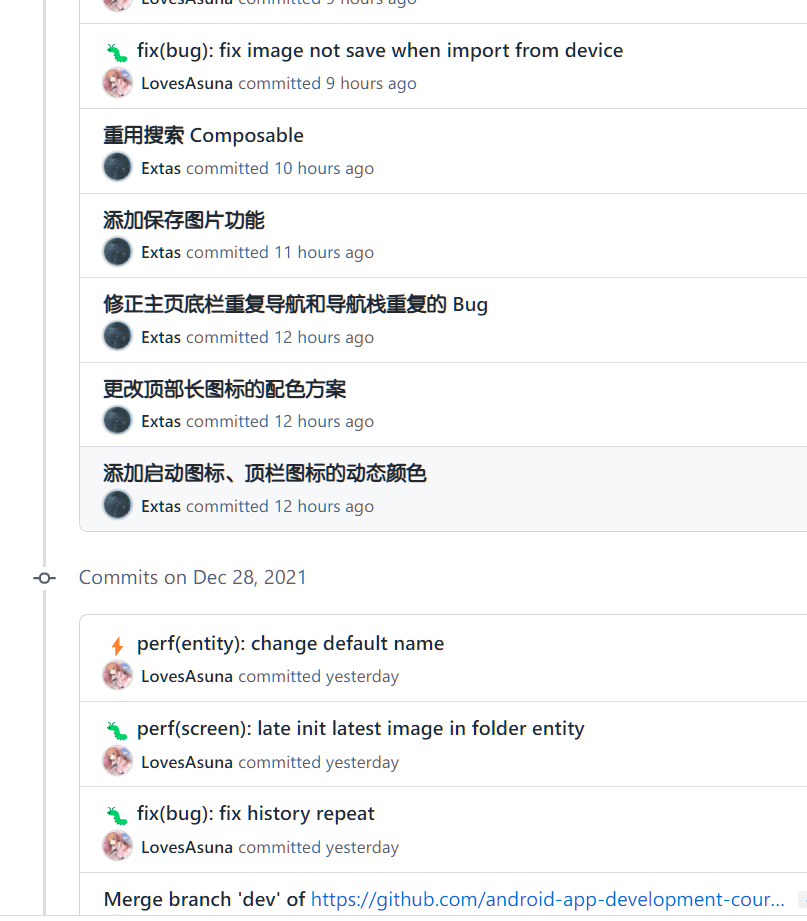 LovesAsuna committed 9 hours ago
fix(bug): fix image not save when import from device
LovesAsuna committed 9 hours ago
重用搜索 Composable
Extas committed 10 hours ago
添加保存图片功能
Extas committed 11 hours ago
修正主页底栏重复导航和导航栈重复的 Bug
Extas committed 12 hours ago
更改顶部长图标的配色方案
Extas committed 12 hours ago
添加启动图标、顶栏图标的动态颜色
Extas committed 12 hours ago
Commits on Dec 28, 2021
perf(entity): change default name
LovesAsuna committed yesterday
perf(screen): late init latest image in folder entity
LovesAsuna committed yesterday
fix(bug): fix history repeat
LovesAsuna committed yesterday
Merge branch 'dev' of https://github.com/android-app-development-cour...